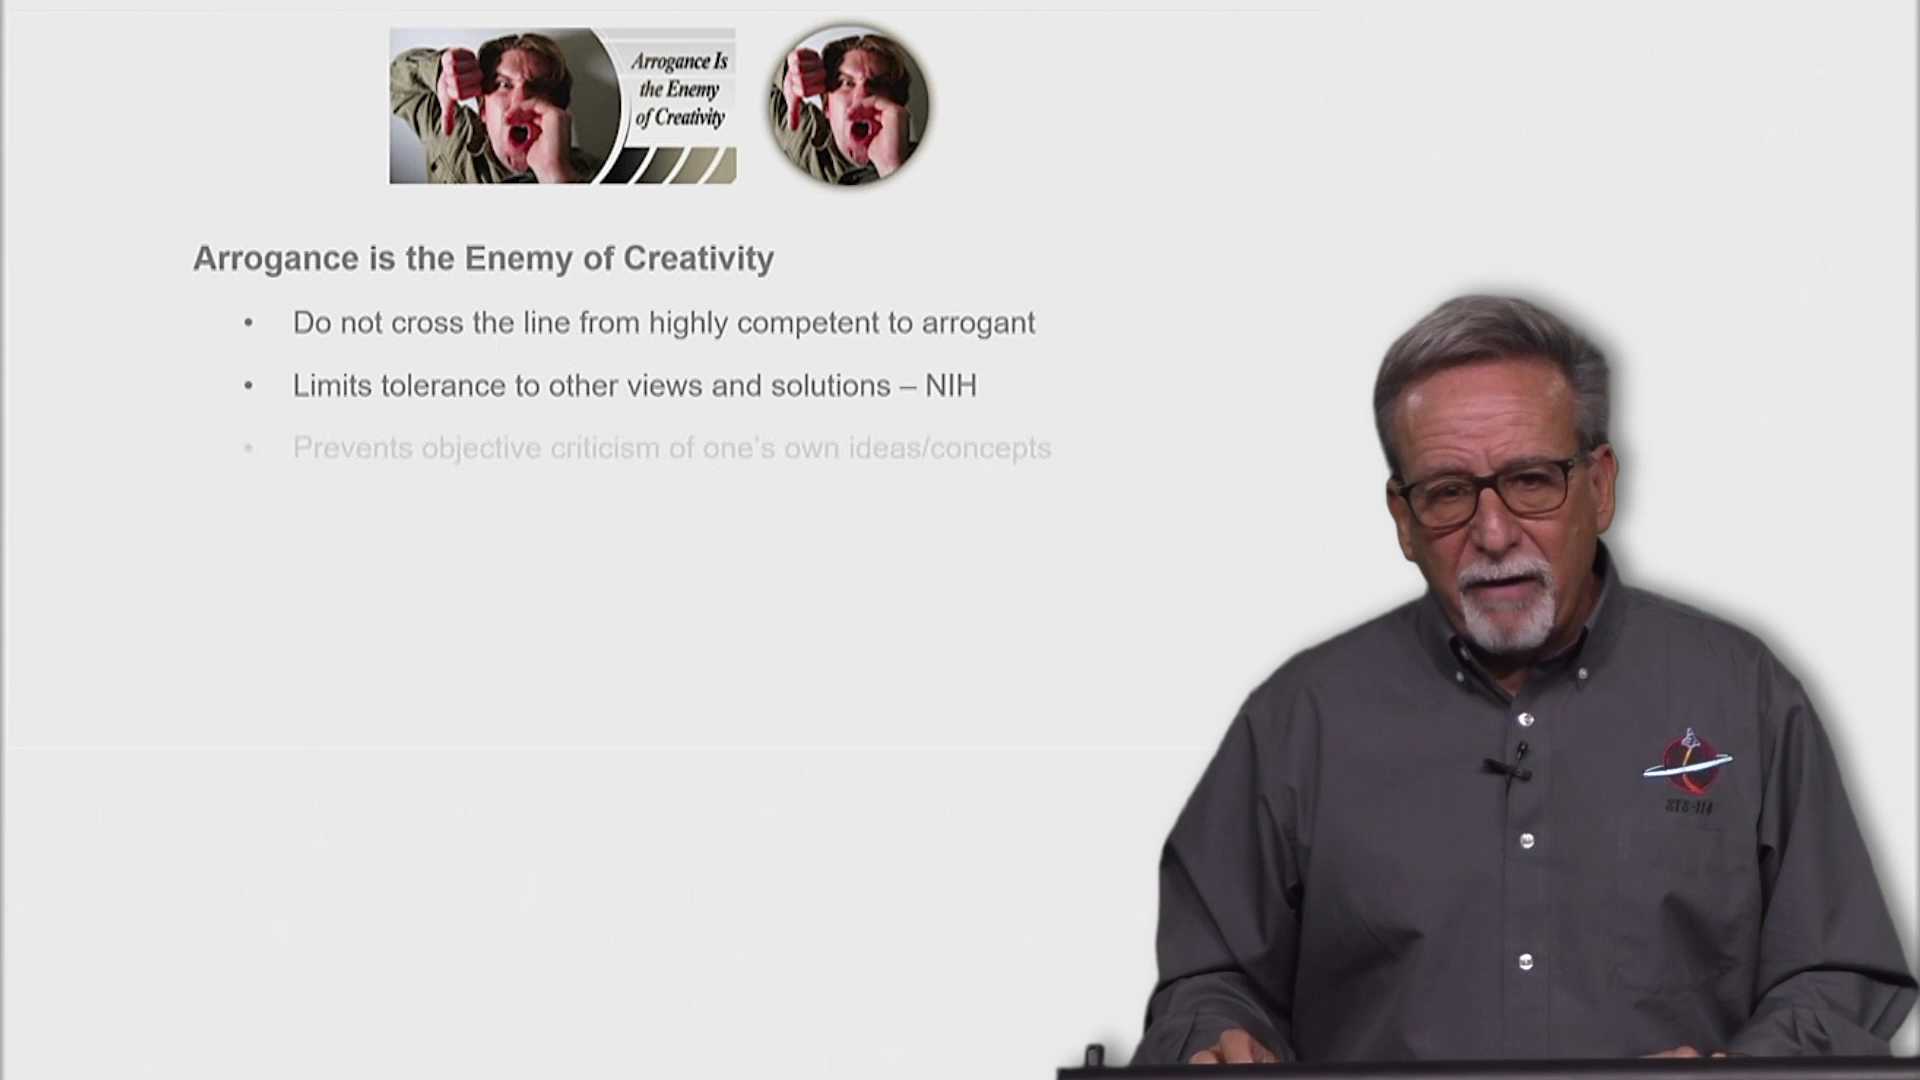 Arrogance Is
the Enemy
of Creativity
Arrogance is the Enemy of Creativity
• Do not cross the line from highly competent to arrogant
• Limits tolerance to other views and solutions – NIH
• Prevents objective criticism of one's own ideas/concepts
STS-114